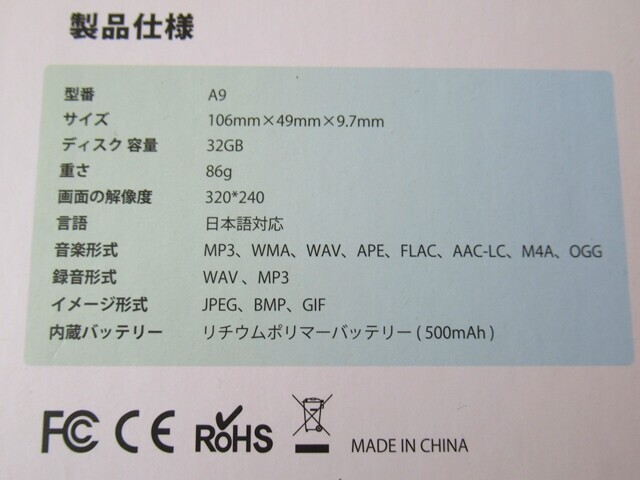 製品仕様
型番 A9
サイズ 106mm×49mm×9.7mm
ディスク 容量 32GB
重さ 86g
画面の解像度 320*240
言語 日本語対応
音楽形式 MP3、WMA、WAV、APE、FLAC、AAC-LC、M4A、OGG
録音形式 WAV 、MP3
イメージ形式 JPEG、BMP、GIF
内蔵バッテリー リチウムポリマーバッテリー ( 500mAh )
FC CE RoHS MADE IN CHINA